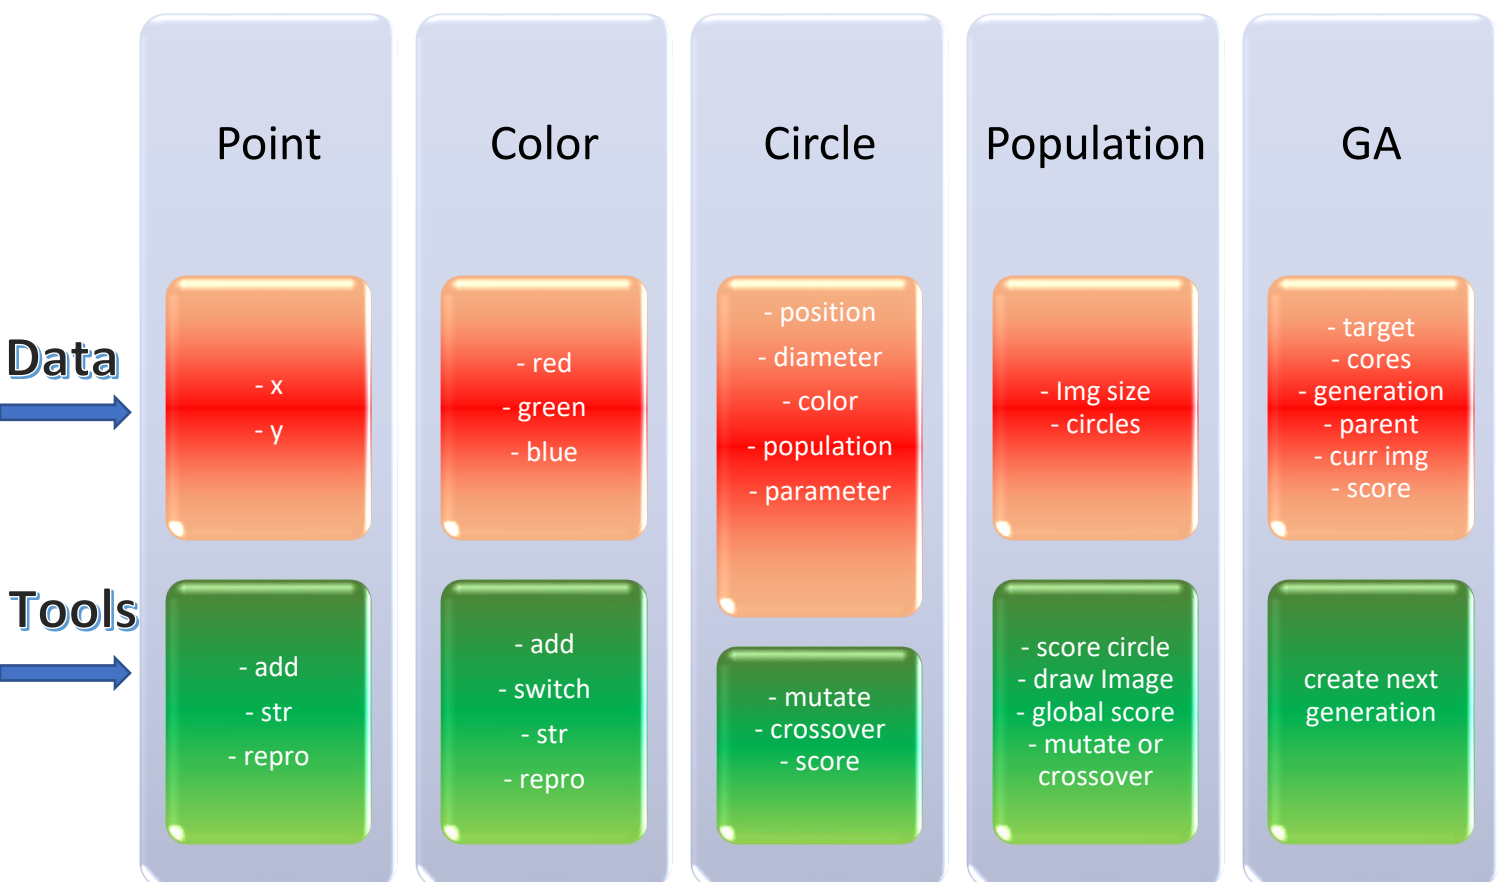 Point
Color
Circle
Population
GA
Data
- x
- y
- red
- green
- blue
- position
- diameter
- color
- population
- parameter
- Img size
- circles
- target
- cores
- generation
- parent
- curr img
- score
Tools
- add
- str
- repro
- add
- switch
- str
- repro
- mutate
- crossover
- score
- score circle
- draw Image
- global score
- mutate or
crossover
create next
generation